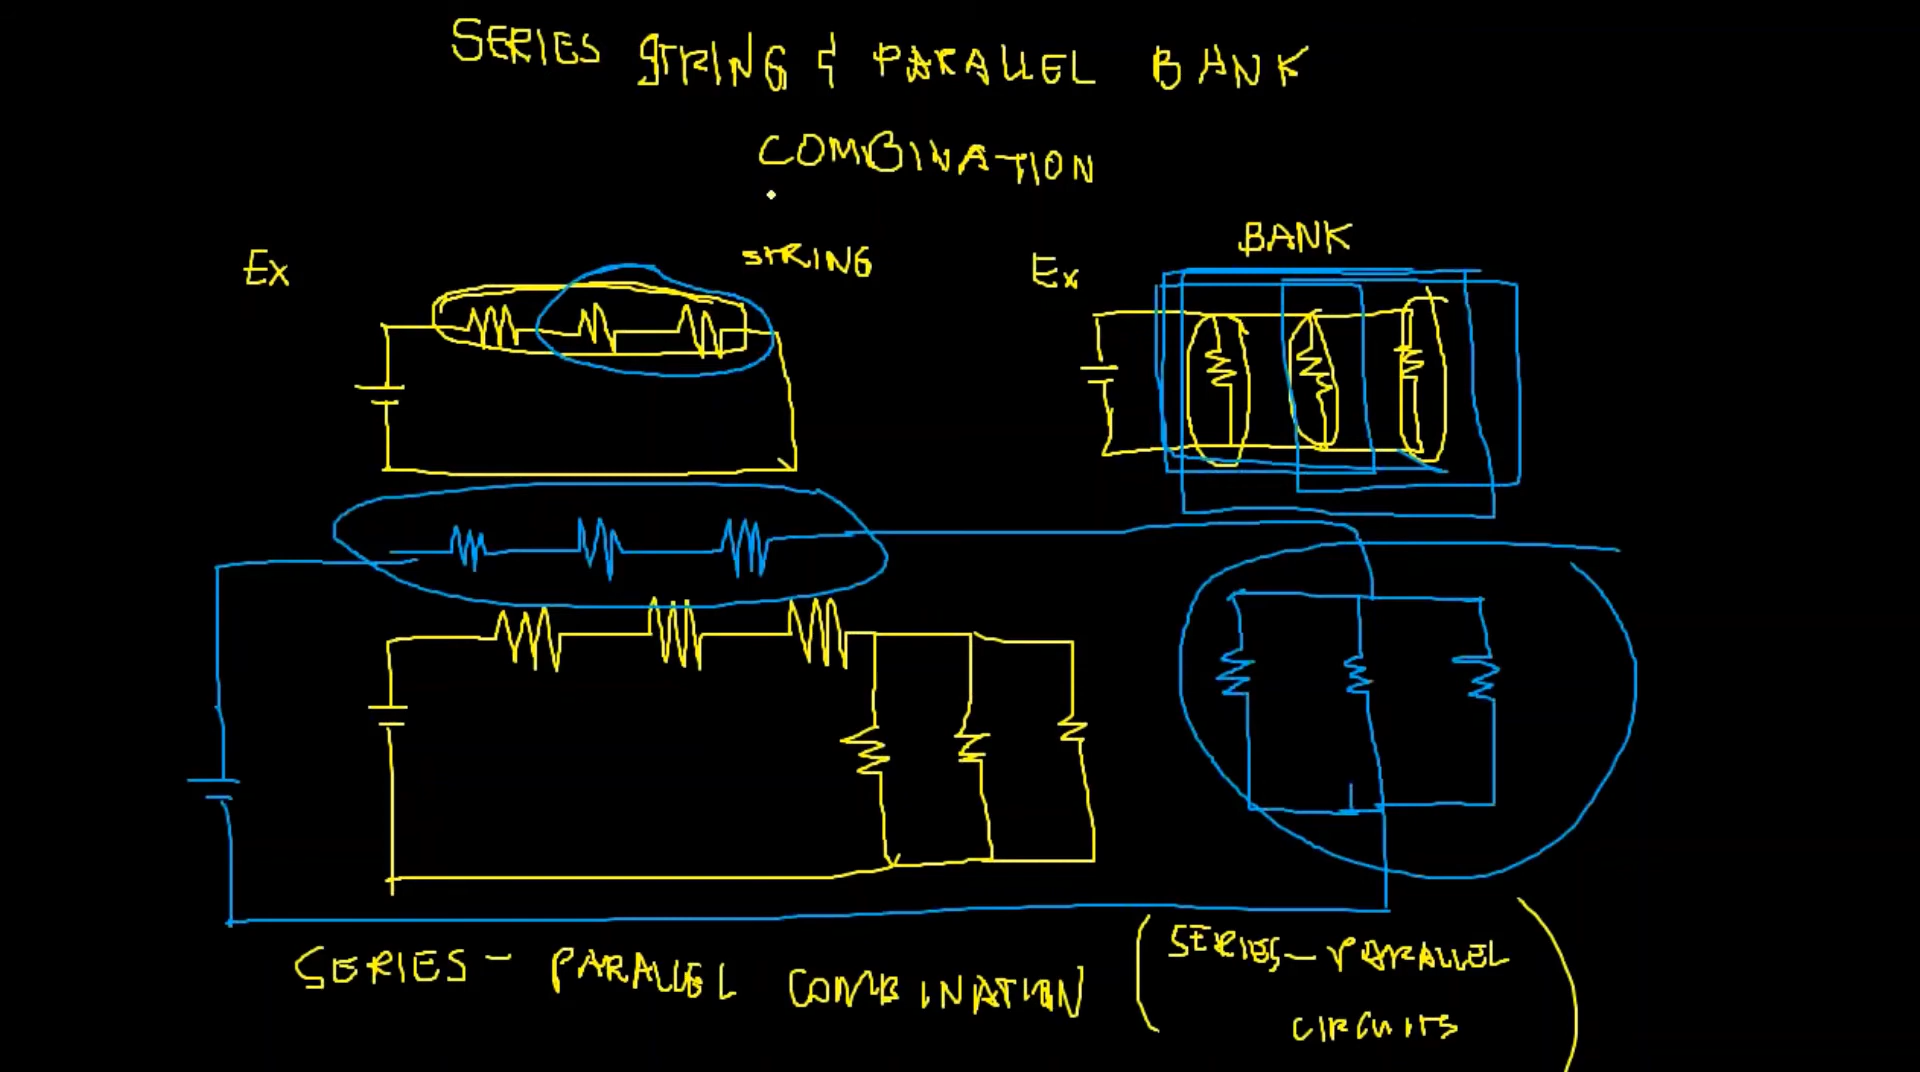 SERIES STRING & PARALLEL BANK
COMBINATION
Ex
STRING
Ex
BANK
SERIES - PARALLEL COMBINATION
(SERIES - PARALLEL
CIRCUITS)